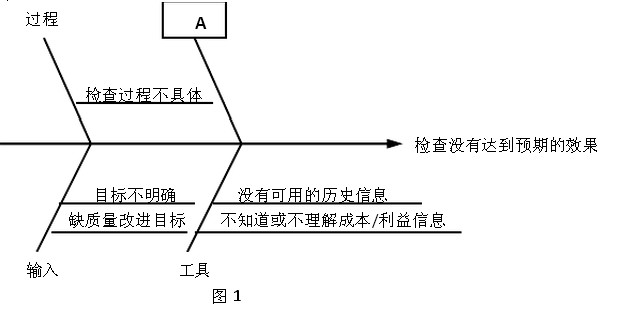 过程
A
检查过程不具体
检查没有达到预期的效果
目标不明确
没有可用的历史信息
缺质量改进目标
不知道或不理解成本/利益信息
输入
工具
图 1